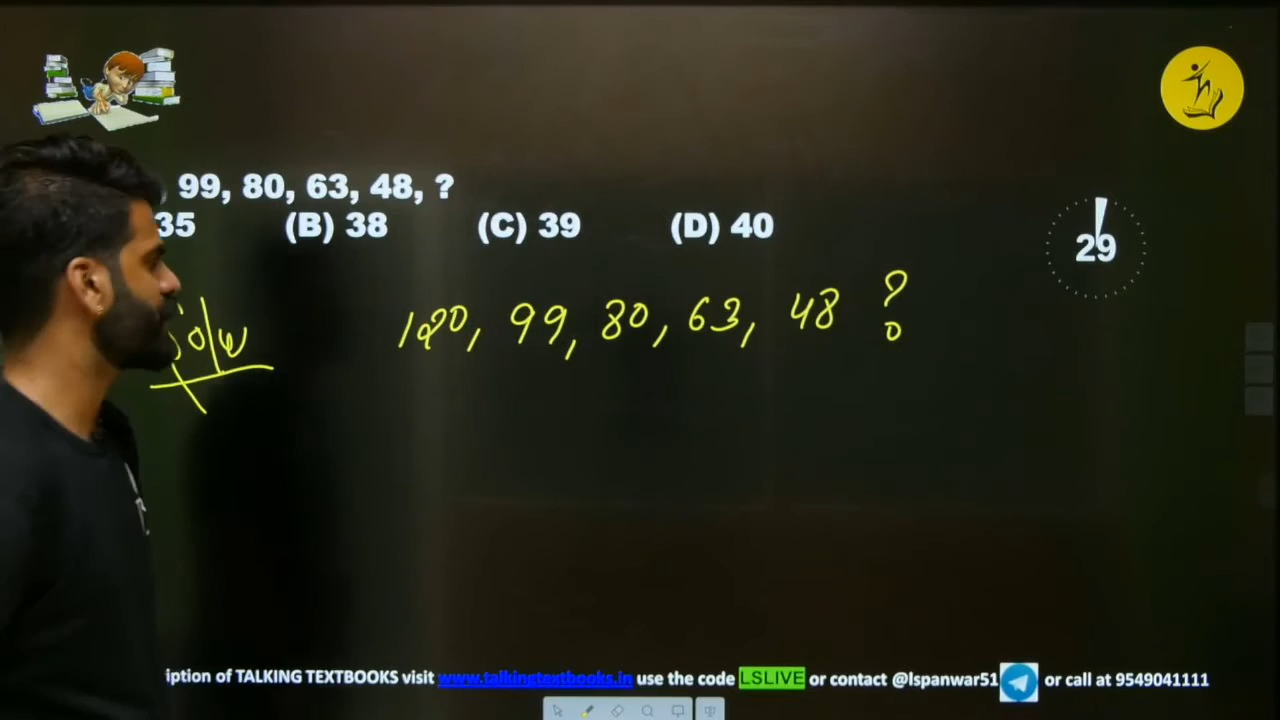 , 99, 80, 63, 48, ?
35 (B) 38 (C) 39 (D) 40
29
120, 99, 80, 63, 48 ?
iption of TALKING TEXTBOOKS visit www.talkingtextbooks.in use the code LSLIVE or contact @lspanwar51 or call at 9549041111